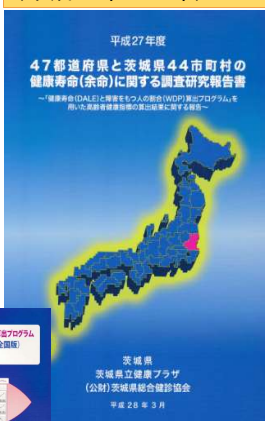 平成27年度
47都道府県と茨城県44市町村の
健康寿命(余命)に関する調査研究報告書
～「健康寿命(DALE)と障害をもつ人の割合(WDP)算出プログラム」を
用いた高齢者健康指標の算出結果に関する報告～
出プログラム
全国版)
茨城県
茨城県立健康プラザ
(公財)茨城県総合健診協会
平成28年3月